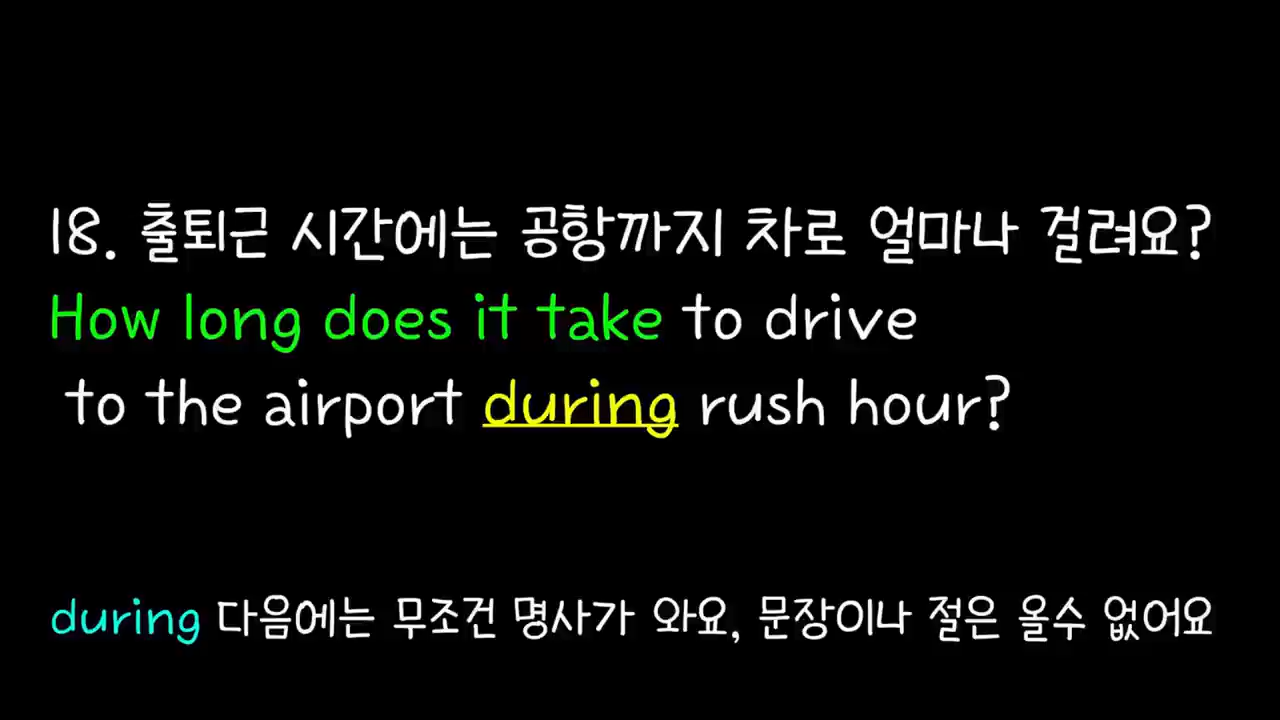 18. 출퇴근 시간에는 공항까지 차로 얼마나 걸려요?
How long does it take to drive
to the airport during rush hour?
during 다음에는 무조건 명사가 와요, 문장이나 절은 올수 없어요